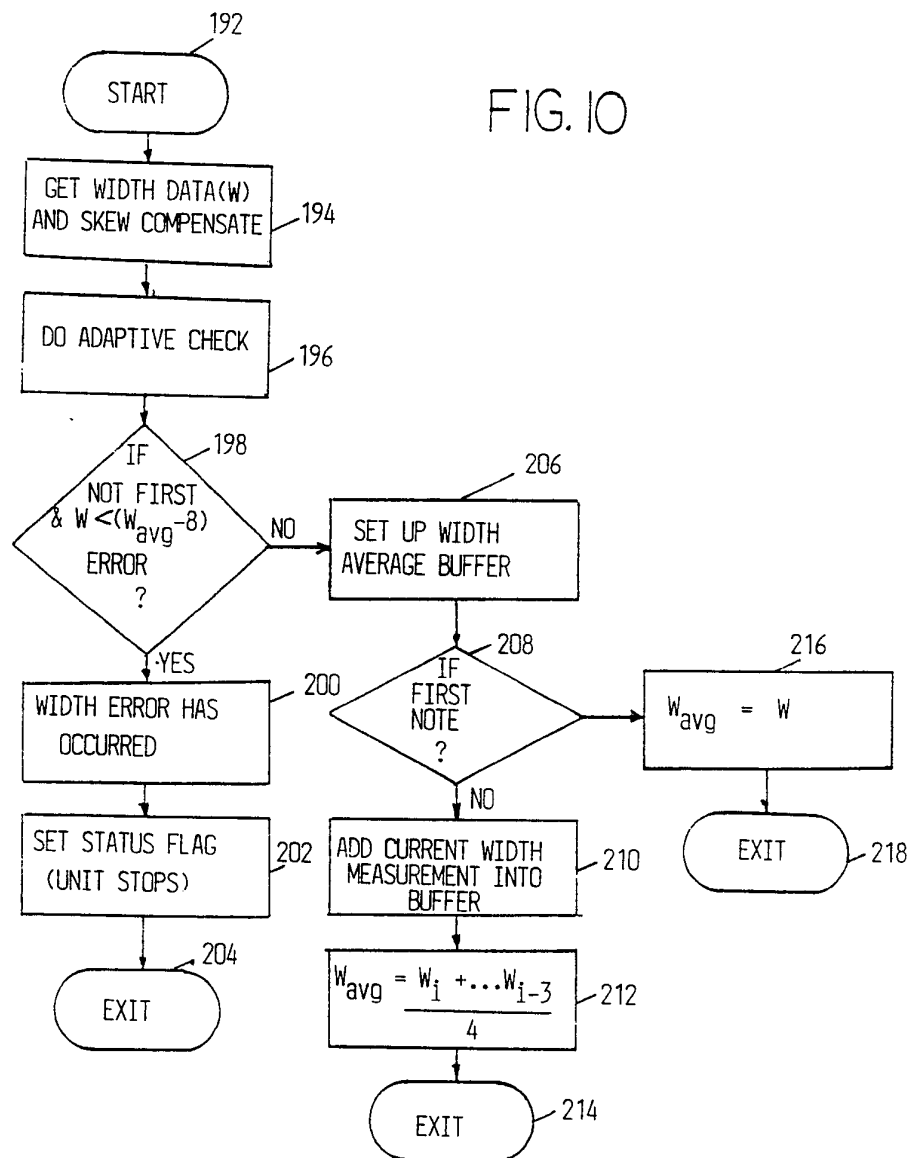 192
START
FIG. 10
GET WIDTH DATA(W)
AND SKEW COMPENSATE
194
DO ADAPTIVE CHECK
196
198
IF
NOT FIRST
& W <(Wavg-8)
ERROR
?
NO
YES
206
SET UP WIDTH
AVERAGE BUFFER
208
IF
FIRST
NOTE
?
NO
216
Wavg = W
EXIT
218
200
WIDTH ERROR HAS
OCCURRED
SET STATUS FLAG
(UNIT STOPS)
202
204
EXIT
ADD CURRENT WIDTH
MEASUREMENT INTO
BUFFER
210
Wavg = Wi +...Wi-3
4
212
EXIT
214